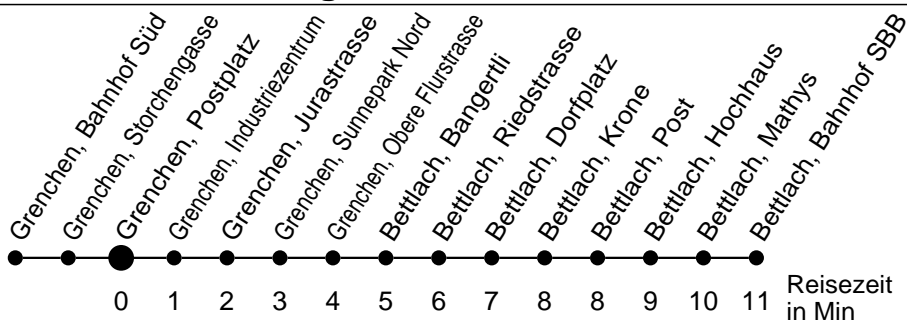 Grenchen, Bahnhof Süd
Grenchen, Storchengasse
Grenchen, Postplatz
Grenchen, Industriezentrum
Grenchen, Jurastrasse
Grenchen, Sunnepark Nord
Grenchen, Obere Flurstrasse
Bettlach, Bangertli
Bettlach, Riedstrasse
Bettlach, Dorfplatz
Bettlach, Krone
Bettlach, Post
Bettlach, Hochhaus
Bettlach, Mathys
Bettlach, Bahnhof SBB
0 1 2 3 4 5 6 7 8 8 9 10 11
Reisezeit
in Min